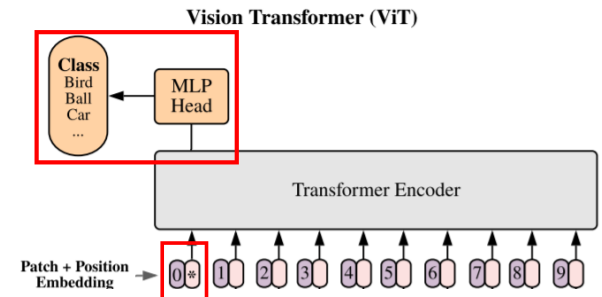 Vision Transformer (ViT)
Class
Bird
Ball
Car
...
MLP
Head
Transformer Encoder
Patch + Position
Embedding
0 * 1 2 3 4 5 6 7 8 9